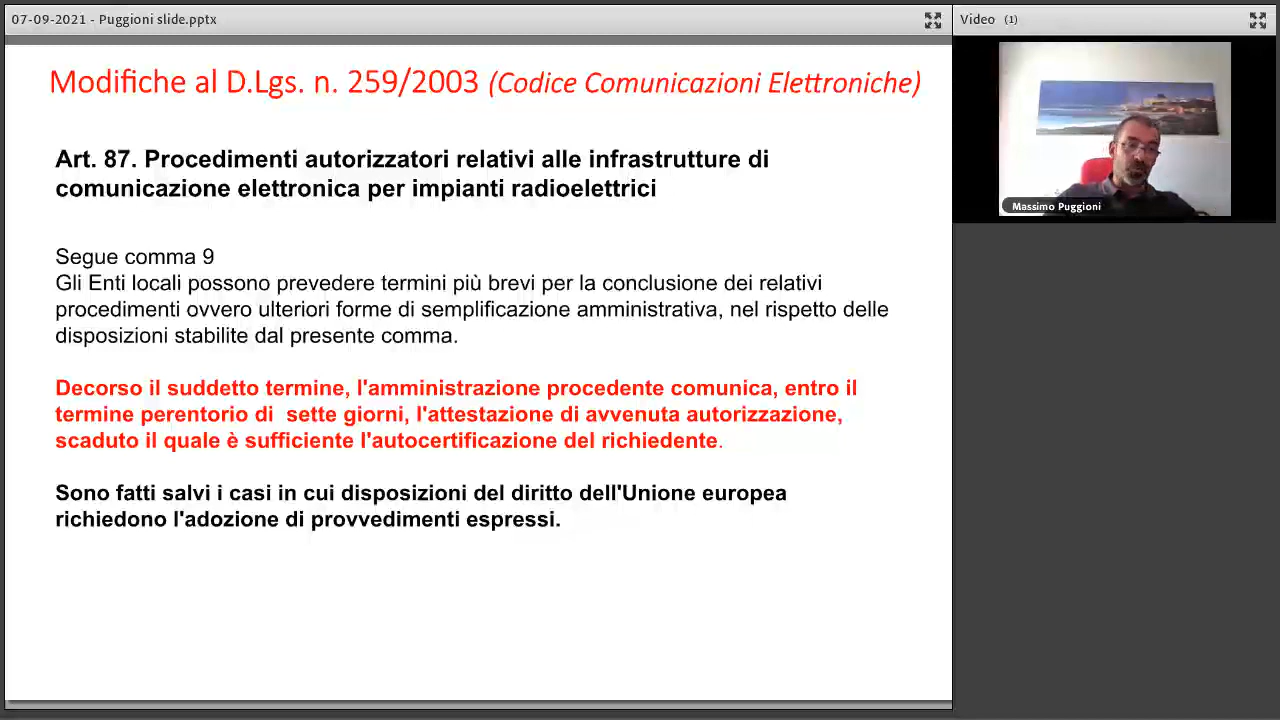 07-09-2021 - Puggioni slide.pptx
Video (1)
Modifiche al D.Lgs. n. 259/2003 (Codice Comunicazioni Elettroniche)
Massimo Puggioni
Art. 87. Procedimenti autorizzatori relativi alle infrastrutture di
comunicazione elettronica per impianti radioelettrici
Segue comma 9
Gli Enti locali possono prevedere termini più brevi per la conclusione dei relativi
procedimenti ovvero ulteriori forme di semplificazione amministrativa, nel rispetto delle
disposizioni stabilite dal presente comma.
Decorso il suddetto termine, l'amministrazione procedente comunica, entro il
termine perentorio di sette giorni, l'attestazione di avvenuta autorizzazione,
scaduto il quale è sufficiente l'autocertificazione del richiedente.
Sono fatti salvi i casi in cui disposizioni del diritto dell'Unione europea
richiedono l'adozione di provvedimenti espressi.